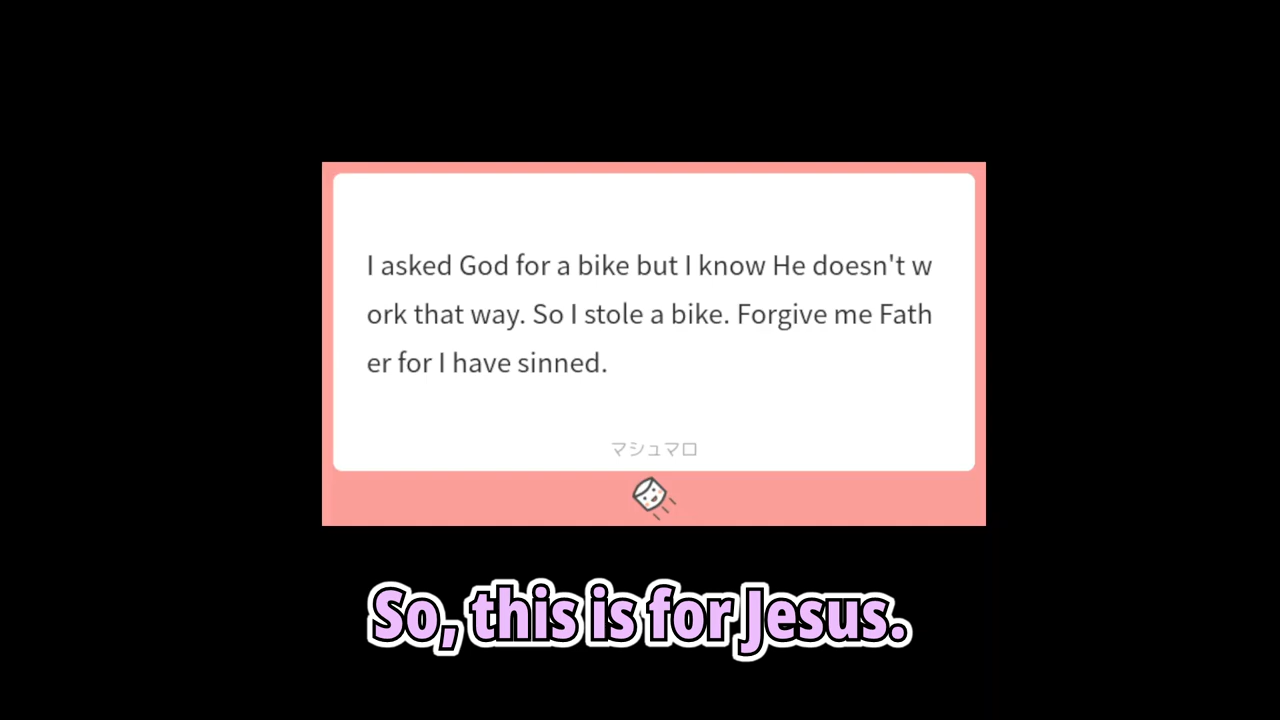 I asked God for a bike but I know He doesn't w
ork that way. So I stole a bike. Forgive me Fath
er for I have sinned.
マシュマロ
So, this is for Jesus.